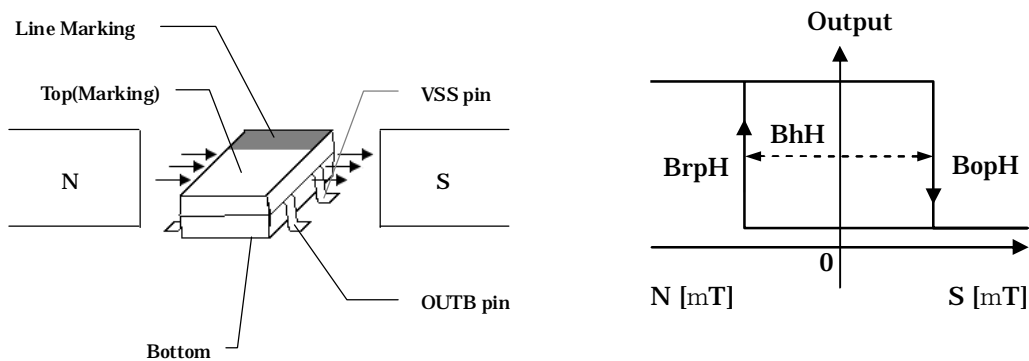 Line Marking
Top(Marking)
VSS pin
N
S
OUTB pin
Bottom
Output
BhH
BrpH
BopH
0
N [mT]
S [mT]